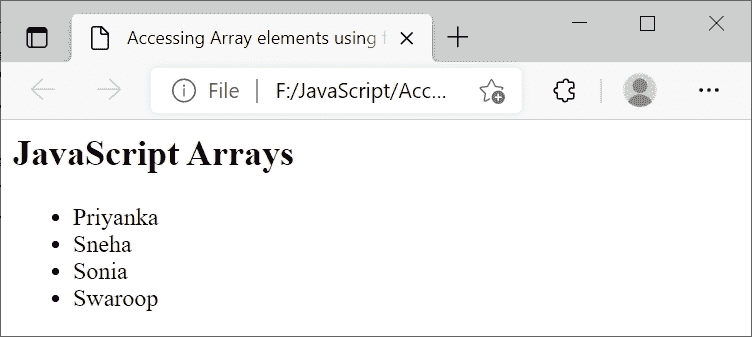 Accessing Array elements using
File | F:/JavaScript/Acc...
JavaScript Arrays
• Priyanka
• Sneha
• Sonia
• Swaroop